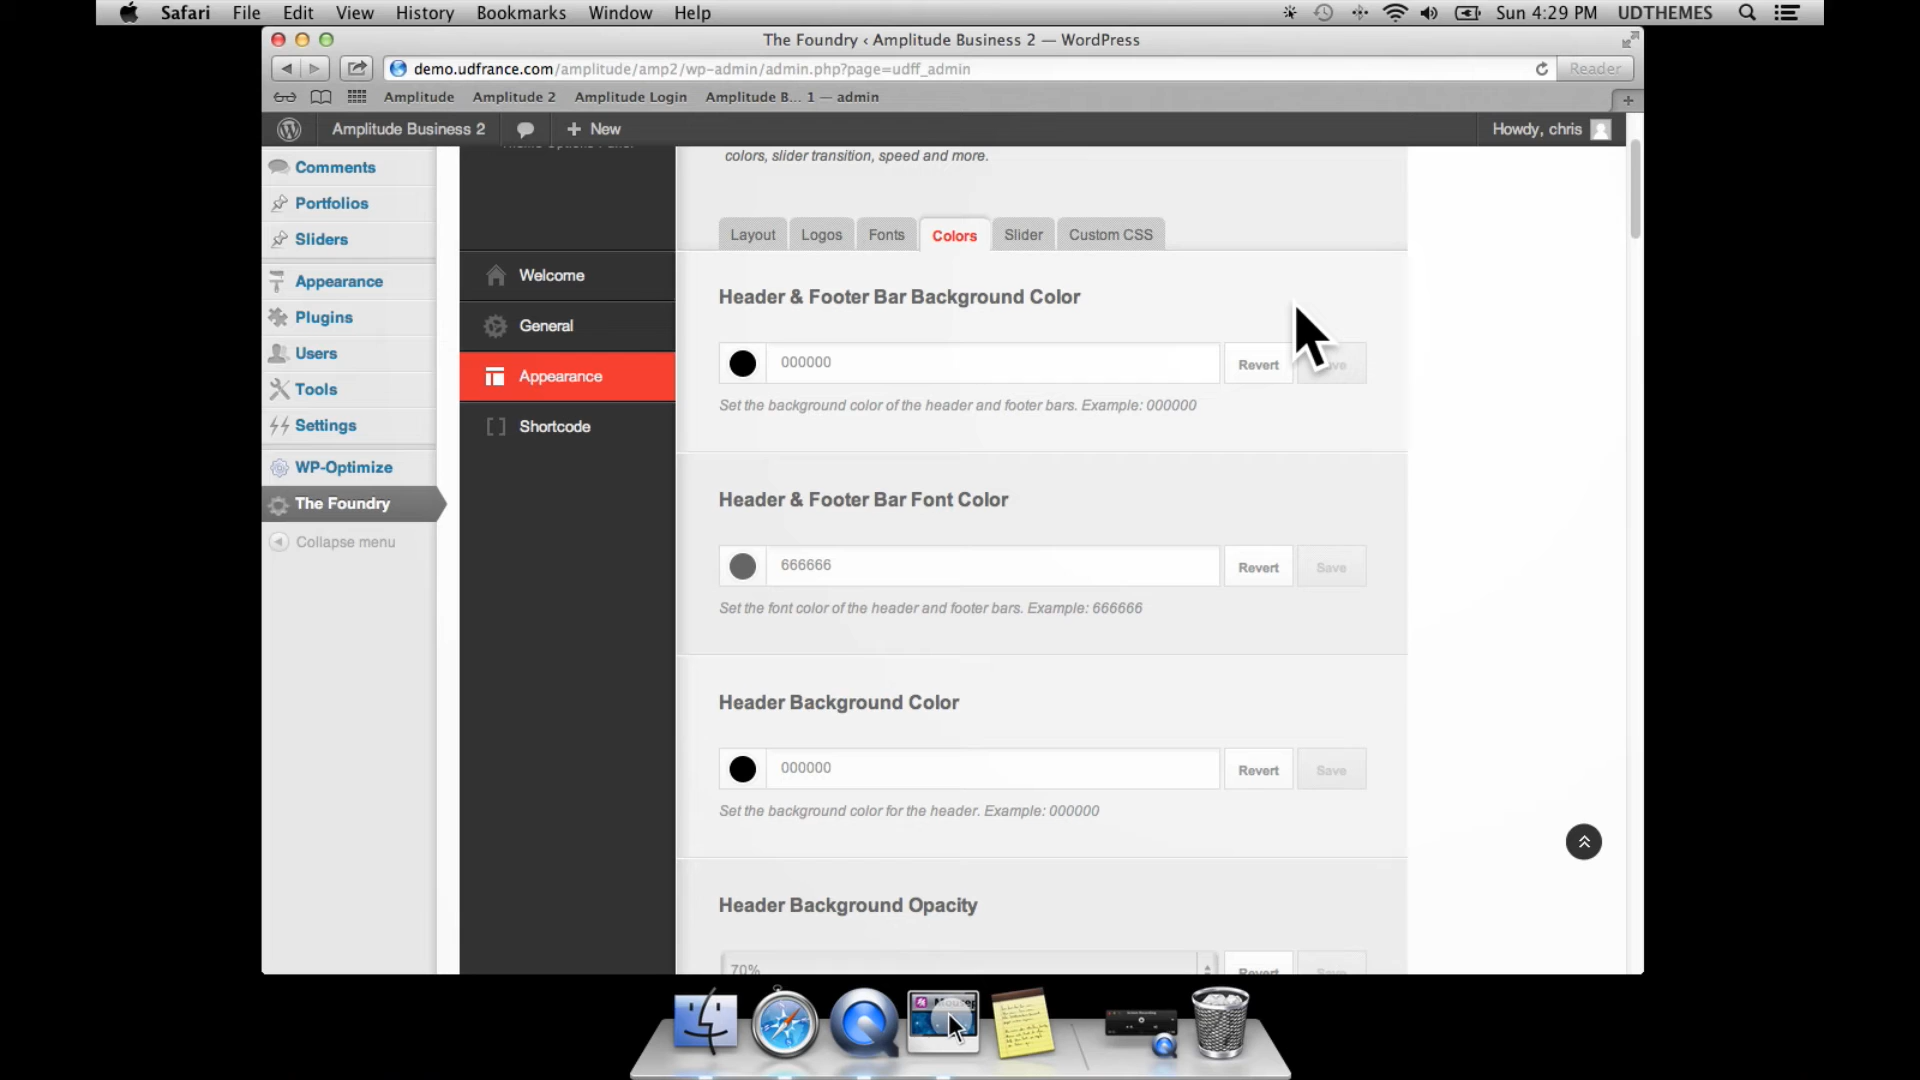 Safari File Edit View History Bookmarks Window Help Sun 4:29 PM UDTHEMES
The Foundry ‹ Amplitude Business 2 — WordPress
demo.udfrance.com/amplitude/amp2/wp-admin/admin.php?page=udff_admin Reader
Amplitude Amplitude 2 Amplitude Login Amplitude B... 1 — admin
Amplitude Business 2 + New Howdy, chris
Comments
Portfolios
Sliders
Appearance
Plugins
Users
Tools
Settings
WP-Optimize
The Foundry
Collapse menu
Welcome
General
Appearance
Shortcode
colors, slider transition, speed and more.
Layout Logos Fonts Colors Slider Custom CSS
Header & Footer Bar Background Color
000000 Revert
Set the background color of the header and footer bars. Example: 000000
Header & Footer Bar Font Color
666666 Revert Save
Set the font color of the header and footer bars. Example: 666666
Header Background Color
000000 Revert Save
Set the background color for the header. Example: 000000
Header Background Opacity
70% Revert Save